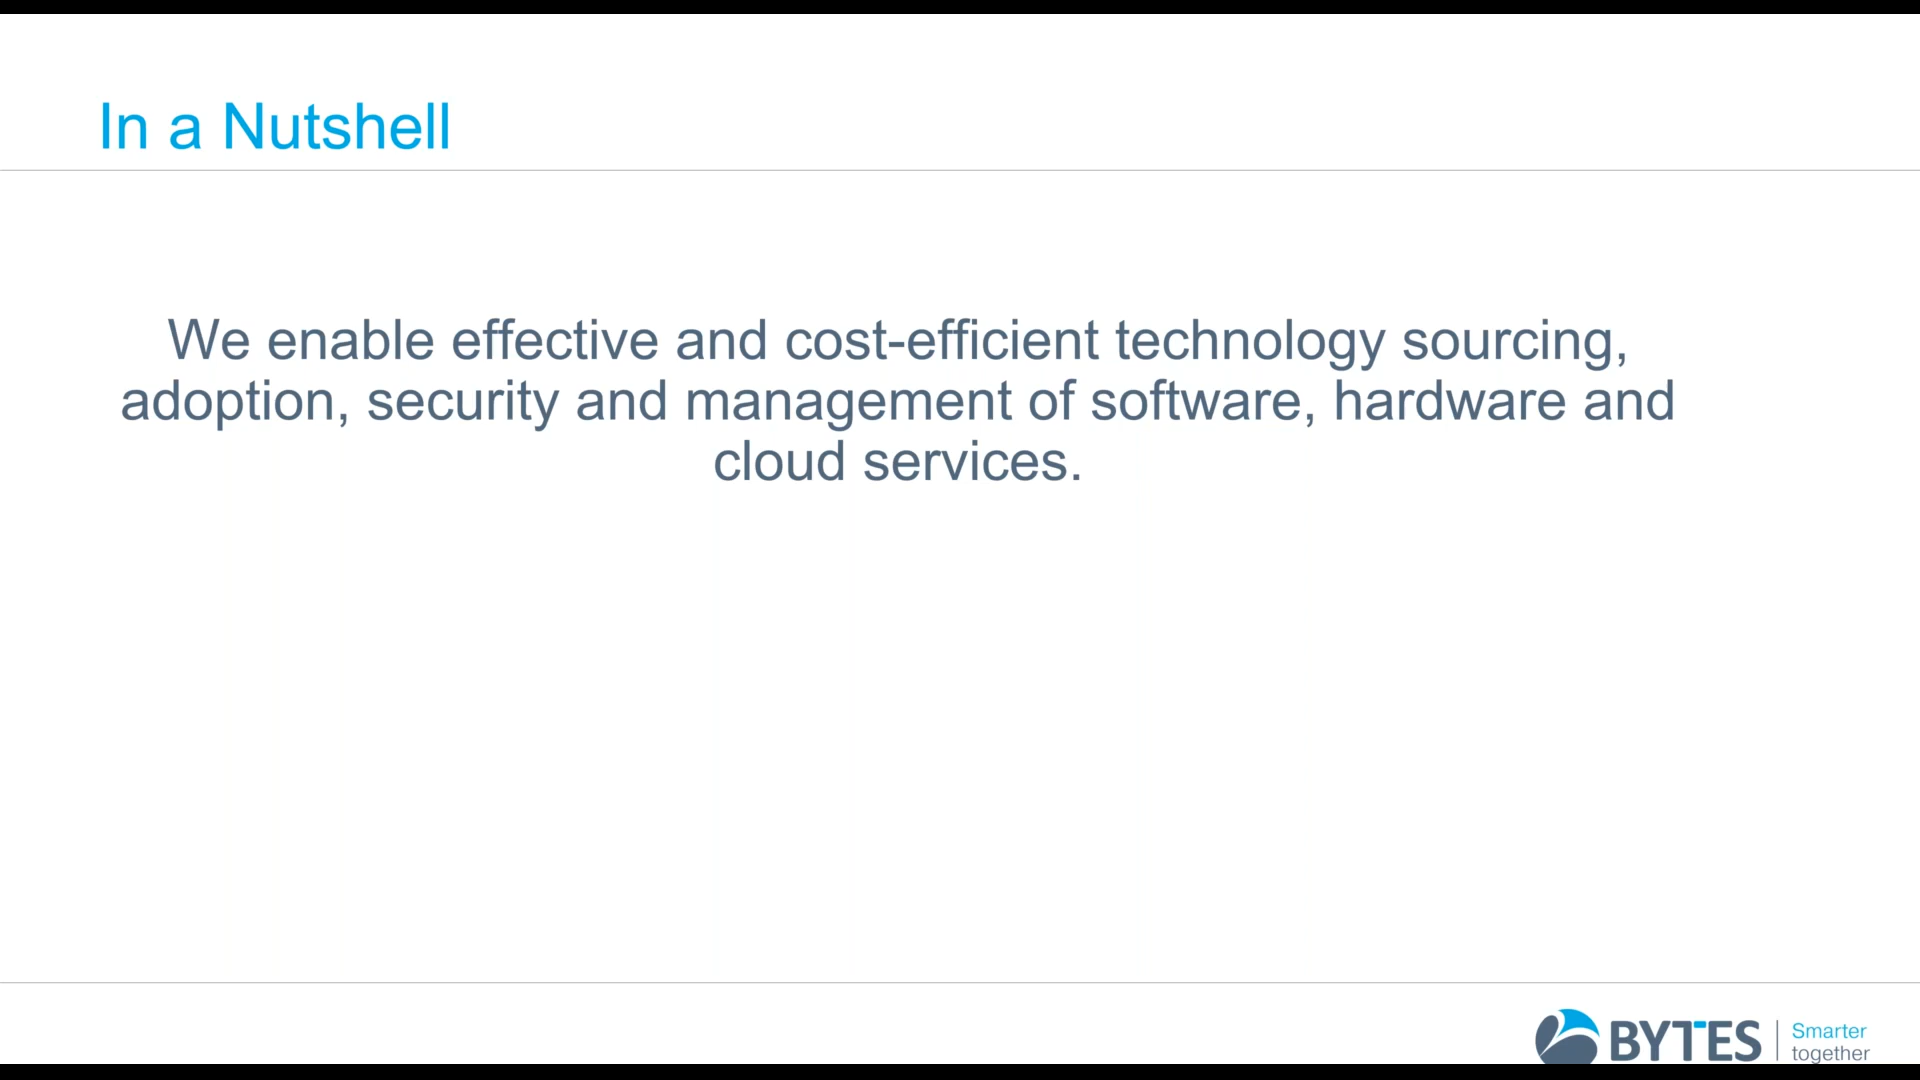 In a Nutshell
We enable effective and cost-efficient technology sourcing,
adoption, security and management of software, hardware and
cloud services.
BYTES
Smarter
together